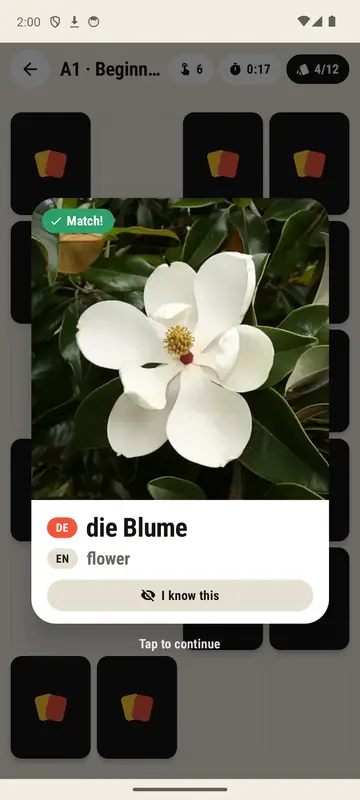 2:00
A1 · Beginn... 6 0:17 4/12
Match!
DE die Blume
EN flower
I know this
Tap to continue